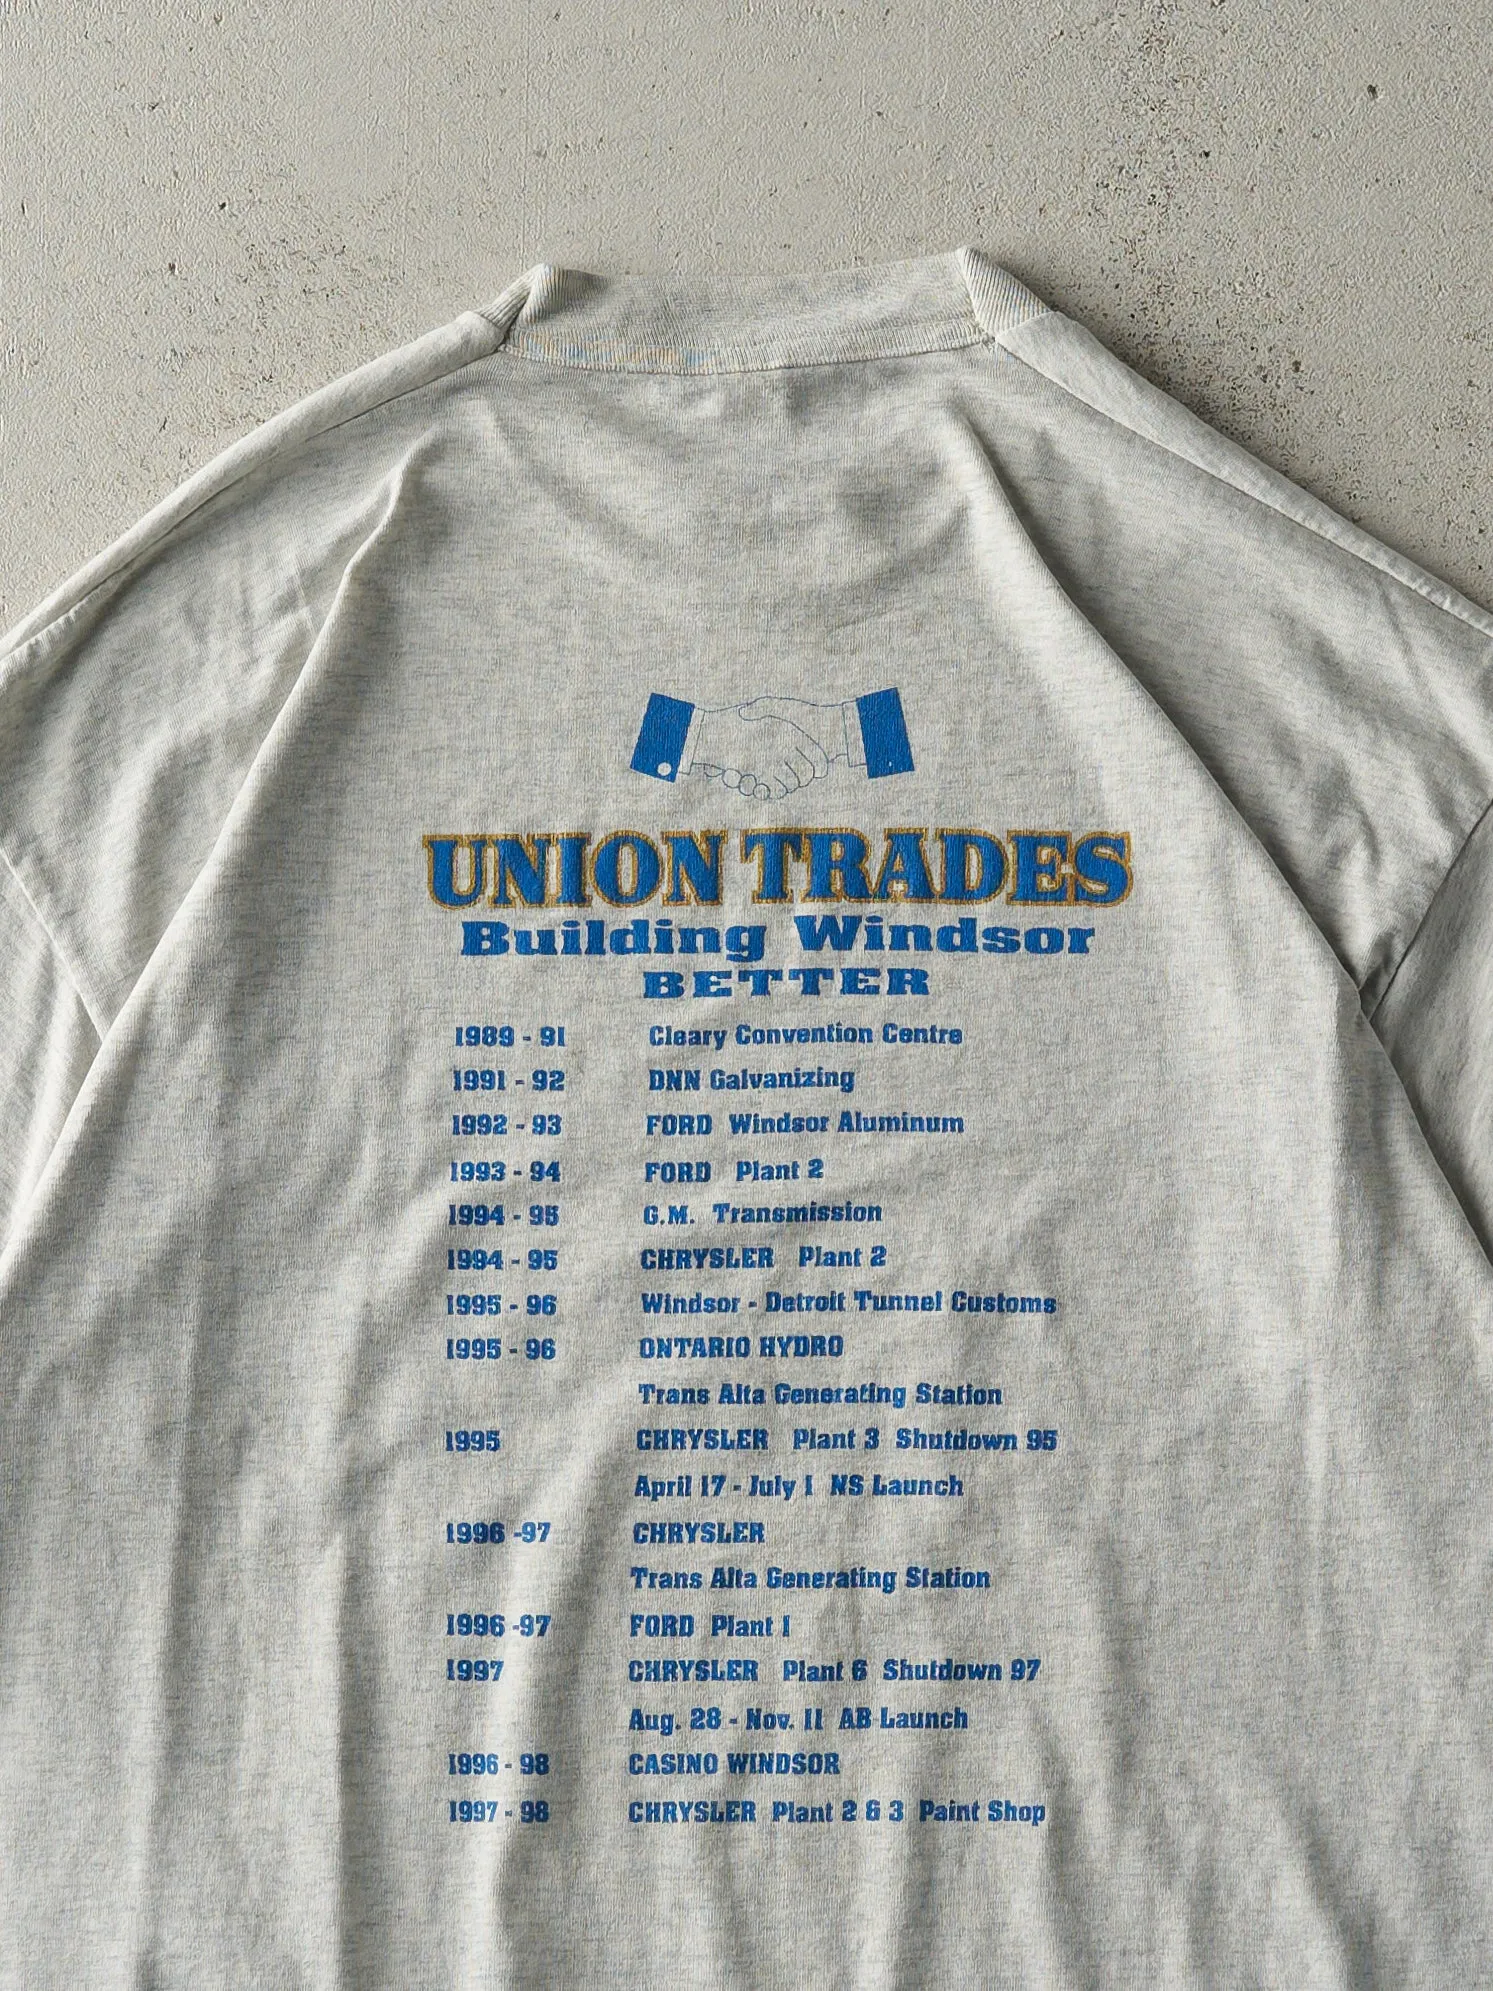 UNION TRADES
Building Windsor
BETTER
1989 - 91 Cleary Convention Centre
1991 - 92 DNN Galvanizing
1992 - 93 FORD Windsor Aluminum
1993 - 94 FORD Plant 2
1994 - 95 G.M. Transmission
1994 - 95 CHRYSLER Plant 2
1995 - 96 Windsor - Detroit Tunnel Customs
1995 - 96 ONTARIO HYDRO
Trans Alta Generating Station
1995 CHRYSLER Plant 3 Shutdown 95
April 17 - July 1 NS Launch
1996 -97 CHRYSLER
Trans Alta Generating Station
1996 -97 FORD Plant 1
1997 CHRYSLER Plant 6 Shutdown 97
Aug. 28 - Nov. 11 AB Launch
1996 - 98 CASINO WINDSOR
1997 - 98 CHRYSLER Plant 2 & 3 Paint Shop